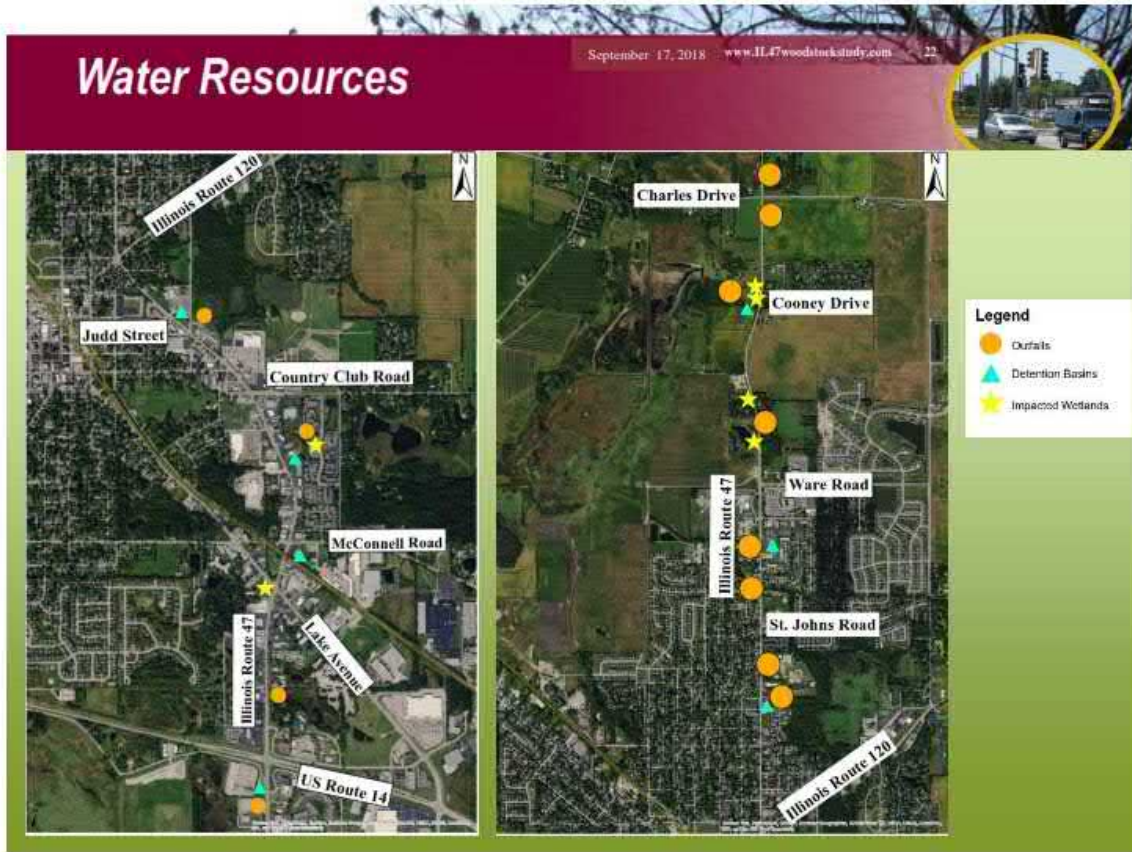 September 17, 2018 www.IL47woodstockstudy.com 22
Water Resources
N
Illinois Route 120
Judd Street
Country Club Road
McConnell Road
Illinois Route 47
Lake Avenue
US Route 14
N
Charles Drive
Cooney Drive
Ware Road
Illinois Route 47
St. Johns Road
Illinois Route 120
Legend
Outfalls
Detention Basins
Impacted Wetlands